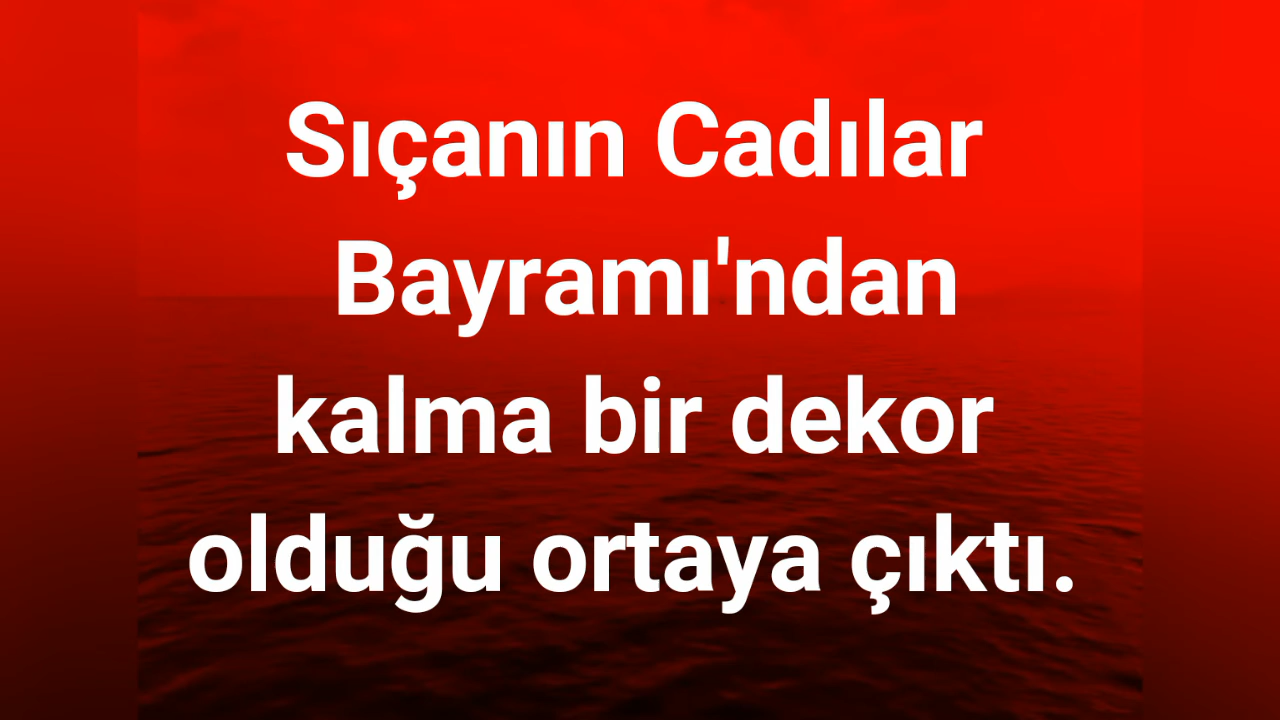 Sıçanın Cadılar
Bayramı'ndan
kalma bir dekor
olduğu ortaya çıktı.